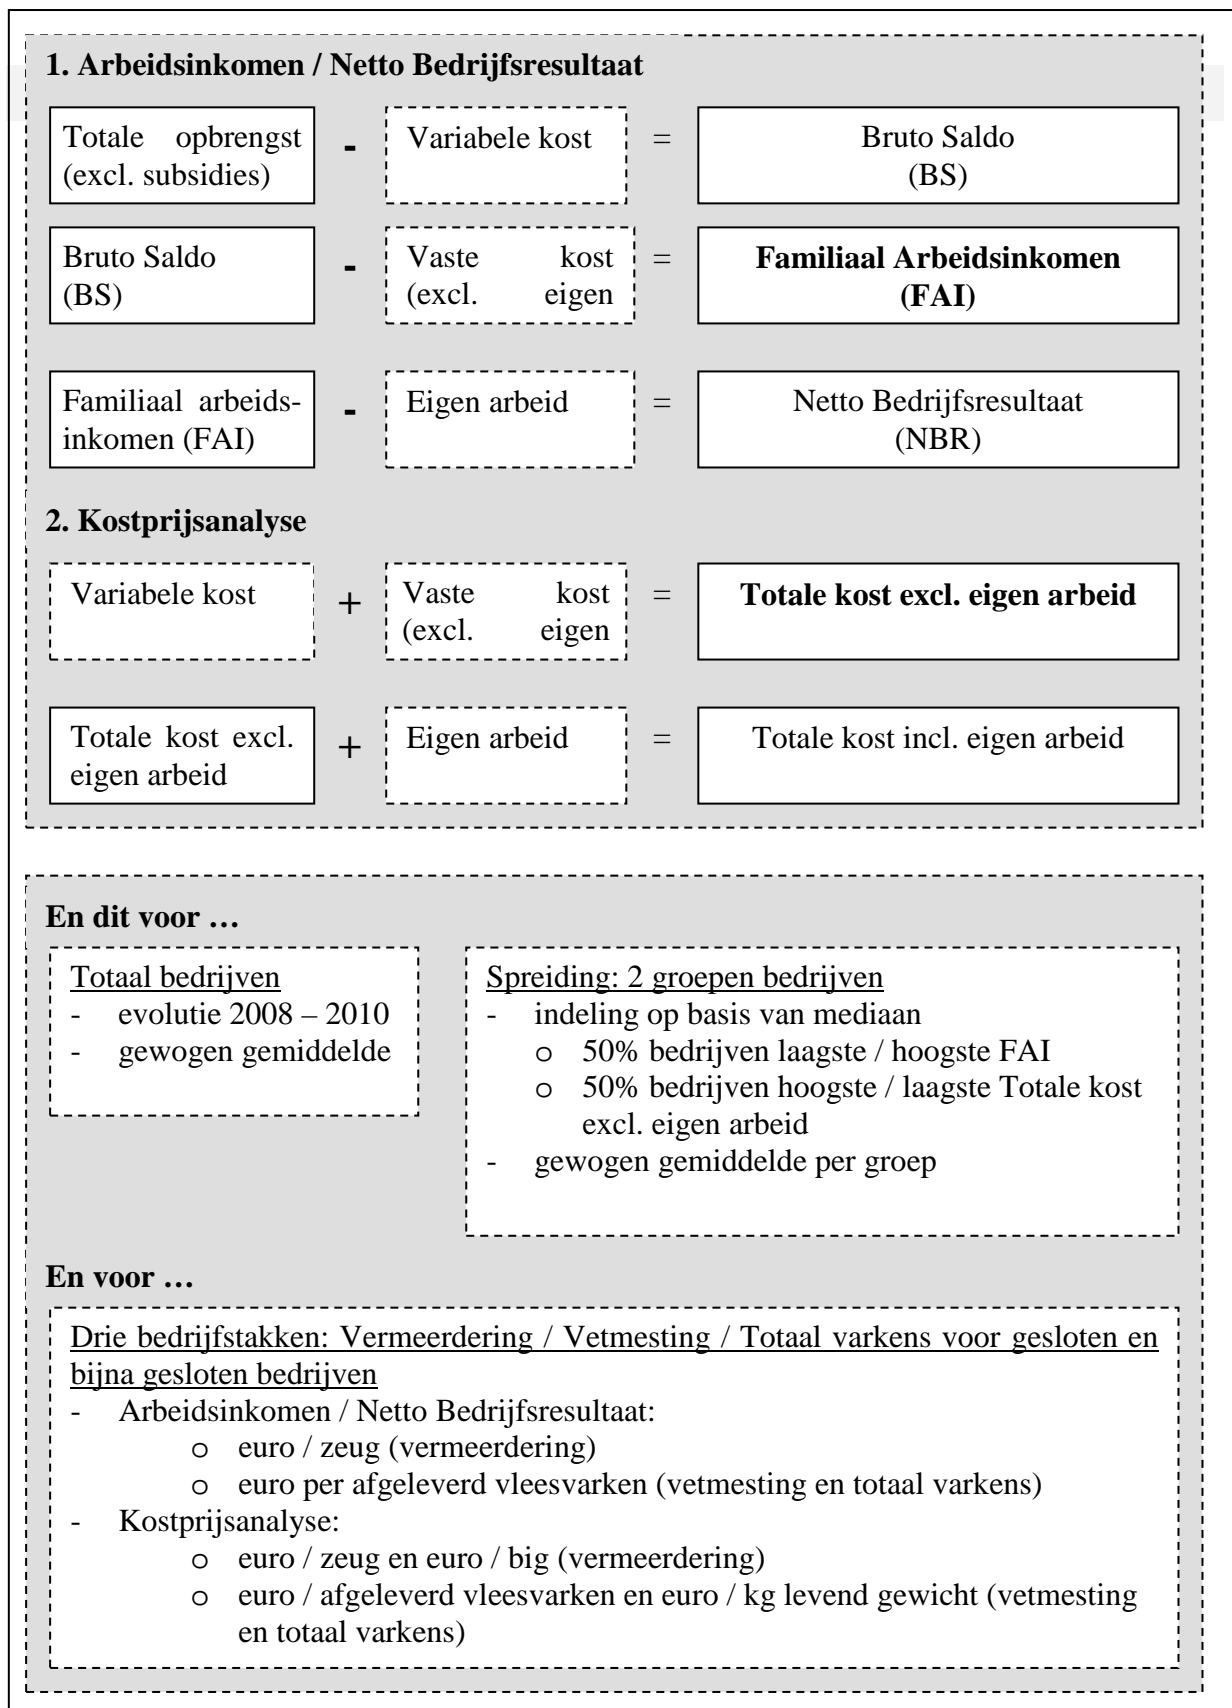 1. Arbeidsinkomen / Netto Bedrijfsresultaat
Totale opbrengst
(excl. subsidies)
-
Variabele kost
=
Bruto Saldo
(BS)
Bruto Saldo
(BS)
-
Vaste kost
(excl. eigen
=
Familiaal Arbeidsinkomen
(FAI)
Familiaal arbeids-
inkomen (FAI)
-
Eigen arbeid
=
Netto Bedrijfsresultaat
(NBR)
2. Kostprijsanalyse
Variabele kost
+
Vaste kost
(excl. eigen
=
Totale kost excl. eigen arbeid
Totale kost excl.
eigen arbeid
+
Eigen arbeid
=
Totale kost incl. eigen arbeid
En dit voor …
Totaal bedrijven
- evolutie 2008 – 2010
- gewogen gemiddelde
Spreiding: 2 groepen bedrijven
- indeling op basis van mediaan
o 50% bedrijven laagste / hoogste FAI
o 50% bedrijven hoogste / laagste Totale kost
excl. eigen arbeid
- gewogen gemiddelde per groep
En voor …
Drie bedrijfstakken: Vermeerdering / Vetmesting / Totaal varkens voor gesloten en
bijna gesloten bedrijven
- Arbeidsinkomen / Netto Bedrijfsresultaat:
o euro / zeug (vermeerdering)
o euro per afgeleverd vleesvarken (vetmesting en totaal varkens)
- Kostprijsanalyse:
o euro / zeug en euro / big (vermeerdering)
o euro / afgeleverd vleesvarken en euro / kg levend gewicht (vetmesting
en totaal varkens)